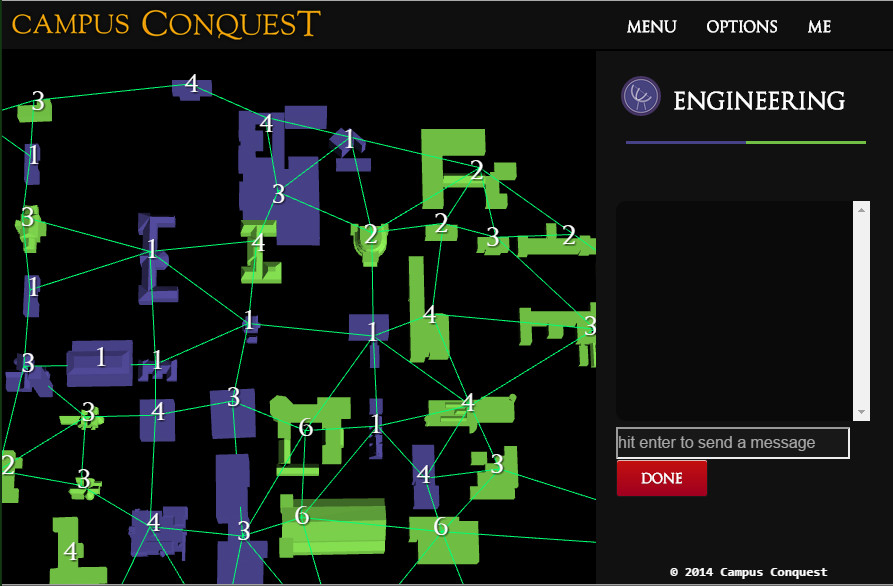 CAMPUS CONQUEST
MENU OPTIONS ME
ENGINEERING
3 4
4 1
1 2
3
3 2 2 3 2
1 4
1 1 1 4 3
3 1 1
3 4 3 4
6 1
2 3 4 3
4 3 6 6
4
hit enter to send a message
DONE
© 2014 Campus Conquest